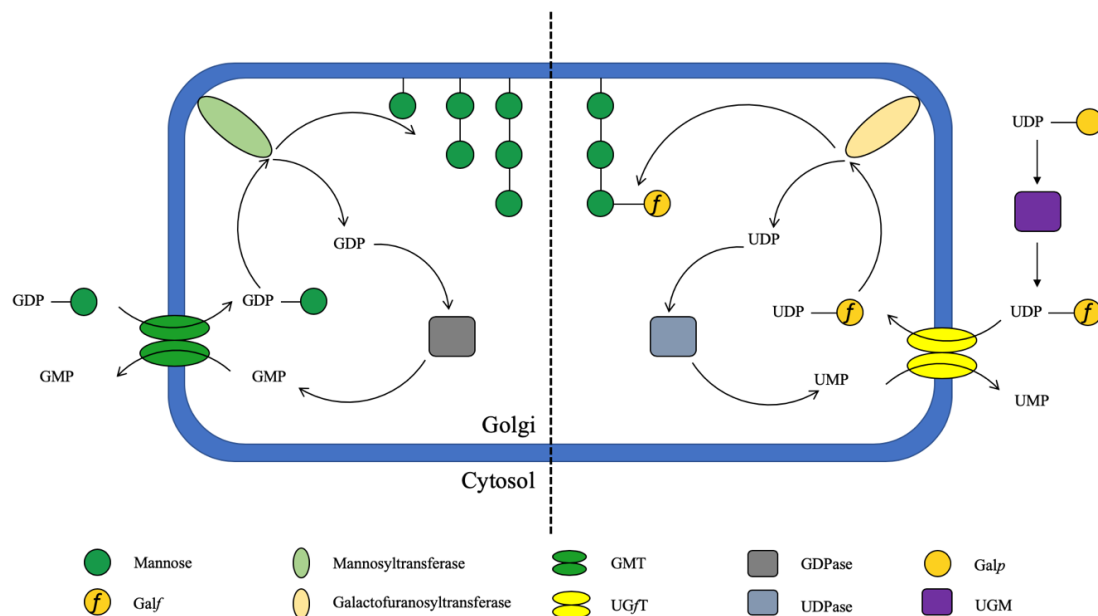 UDP
GDP
UDP
GDP
GDP
UDP
UDP
f
f
f
GMP
GMP
UMP
UMP
Golgi
Cytosol
Mannose
Mannosyltransferase
GMT
GDPase
Galp
f
Galf
Galactofuranosyltransferase
UGfT
UDPase
UGM